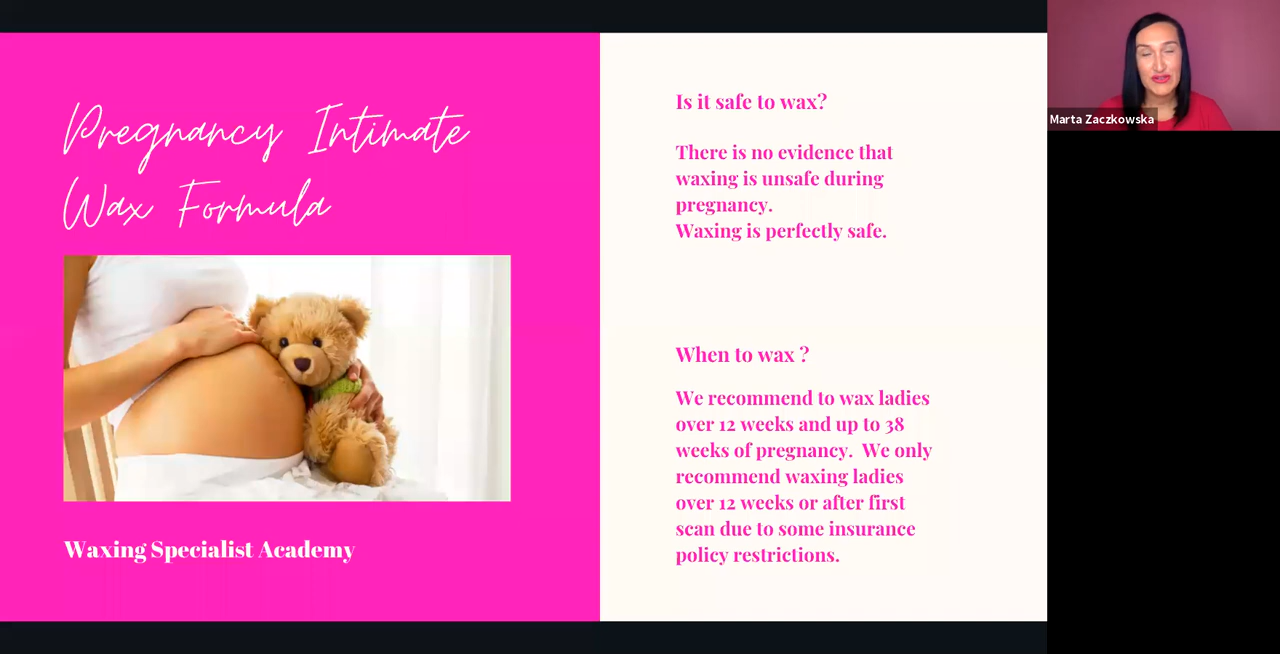 Pregnancy Intimate
Wax Formula
Waxing Specialist Academy
Is it safe to wax?
There is no evidence that
waxing is unsafe during
pregnancy.
Waxing is perfectly safe.
When to wax ?
We recommend to wax ladies
over 12 weeks and up to 38
weeks of pregnancy.  We only
recommend waxing ladies
over 12 weeks or after first
scan due to some insurance
policy restrictions.
Marta Zaczkowska